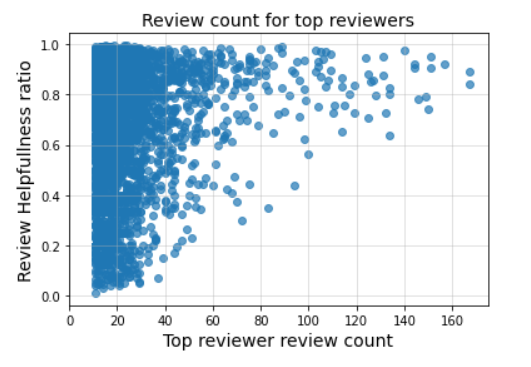 Review count for top reviewers
Review Helpfullness ratio
1.0
0.8
0.6
0.4
0.2
0.0
0 20 40 60 80 100 120 140 160
Top reviewer review count